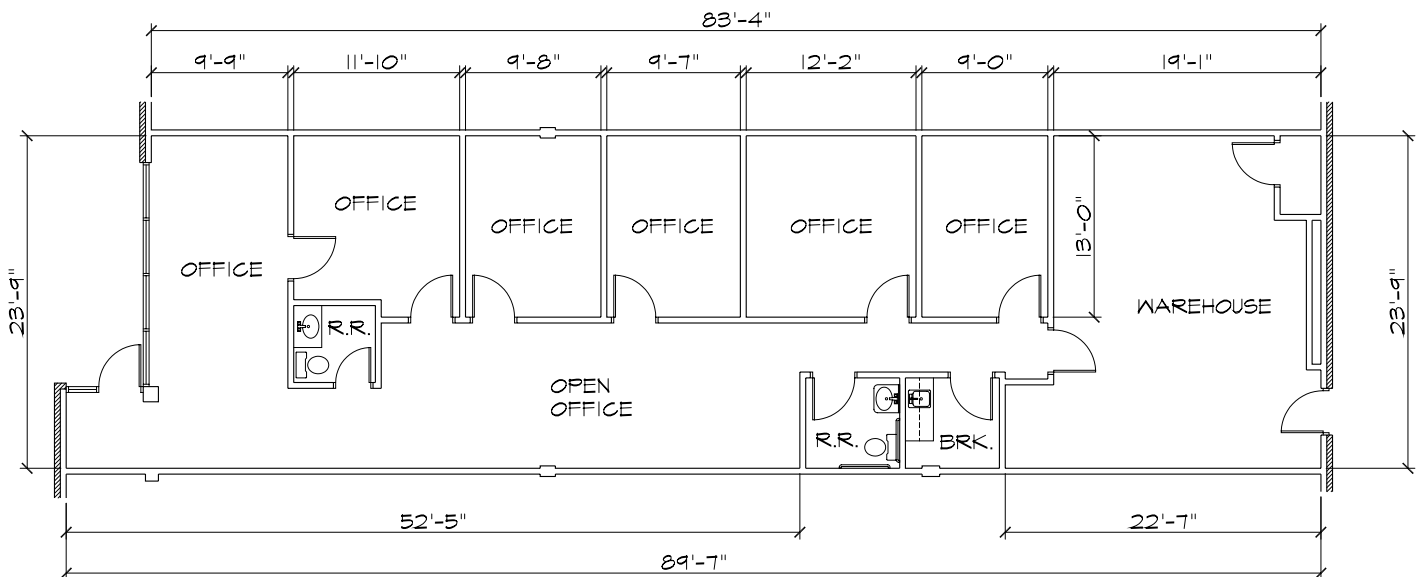 83'-4"
9'-9" 11'-10" 9'-8" 9'-7" 12'-2" 9'-0" 19'-1"
OFFICE
OFFICE
OFFICE
OFFICE
OFFICE
OFFICE
13'-0"
23'-9"
WAREHOUSE
23'-9"
R.R.
OPEN
OFFICE
R.R.
BRK.
52'-5"
22'-7"
89'-7"